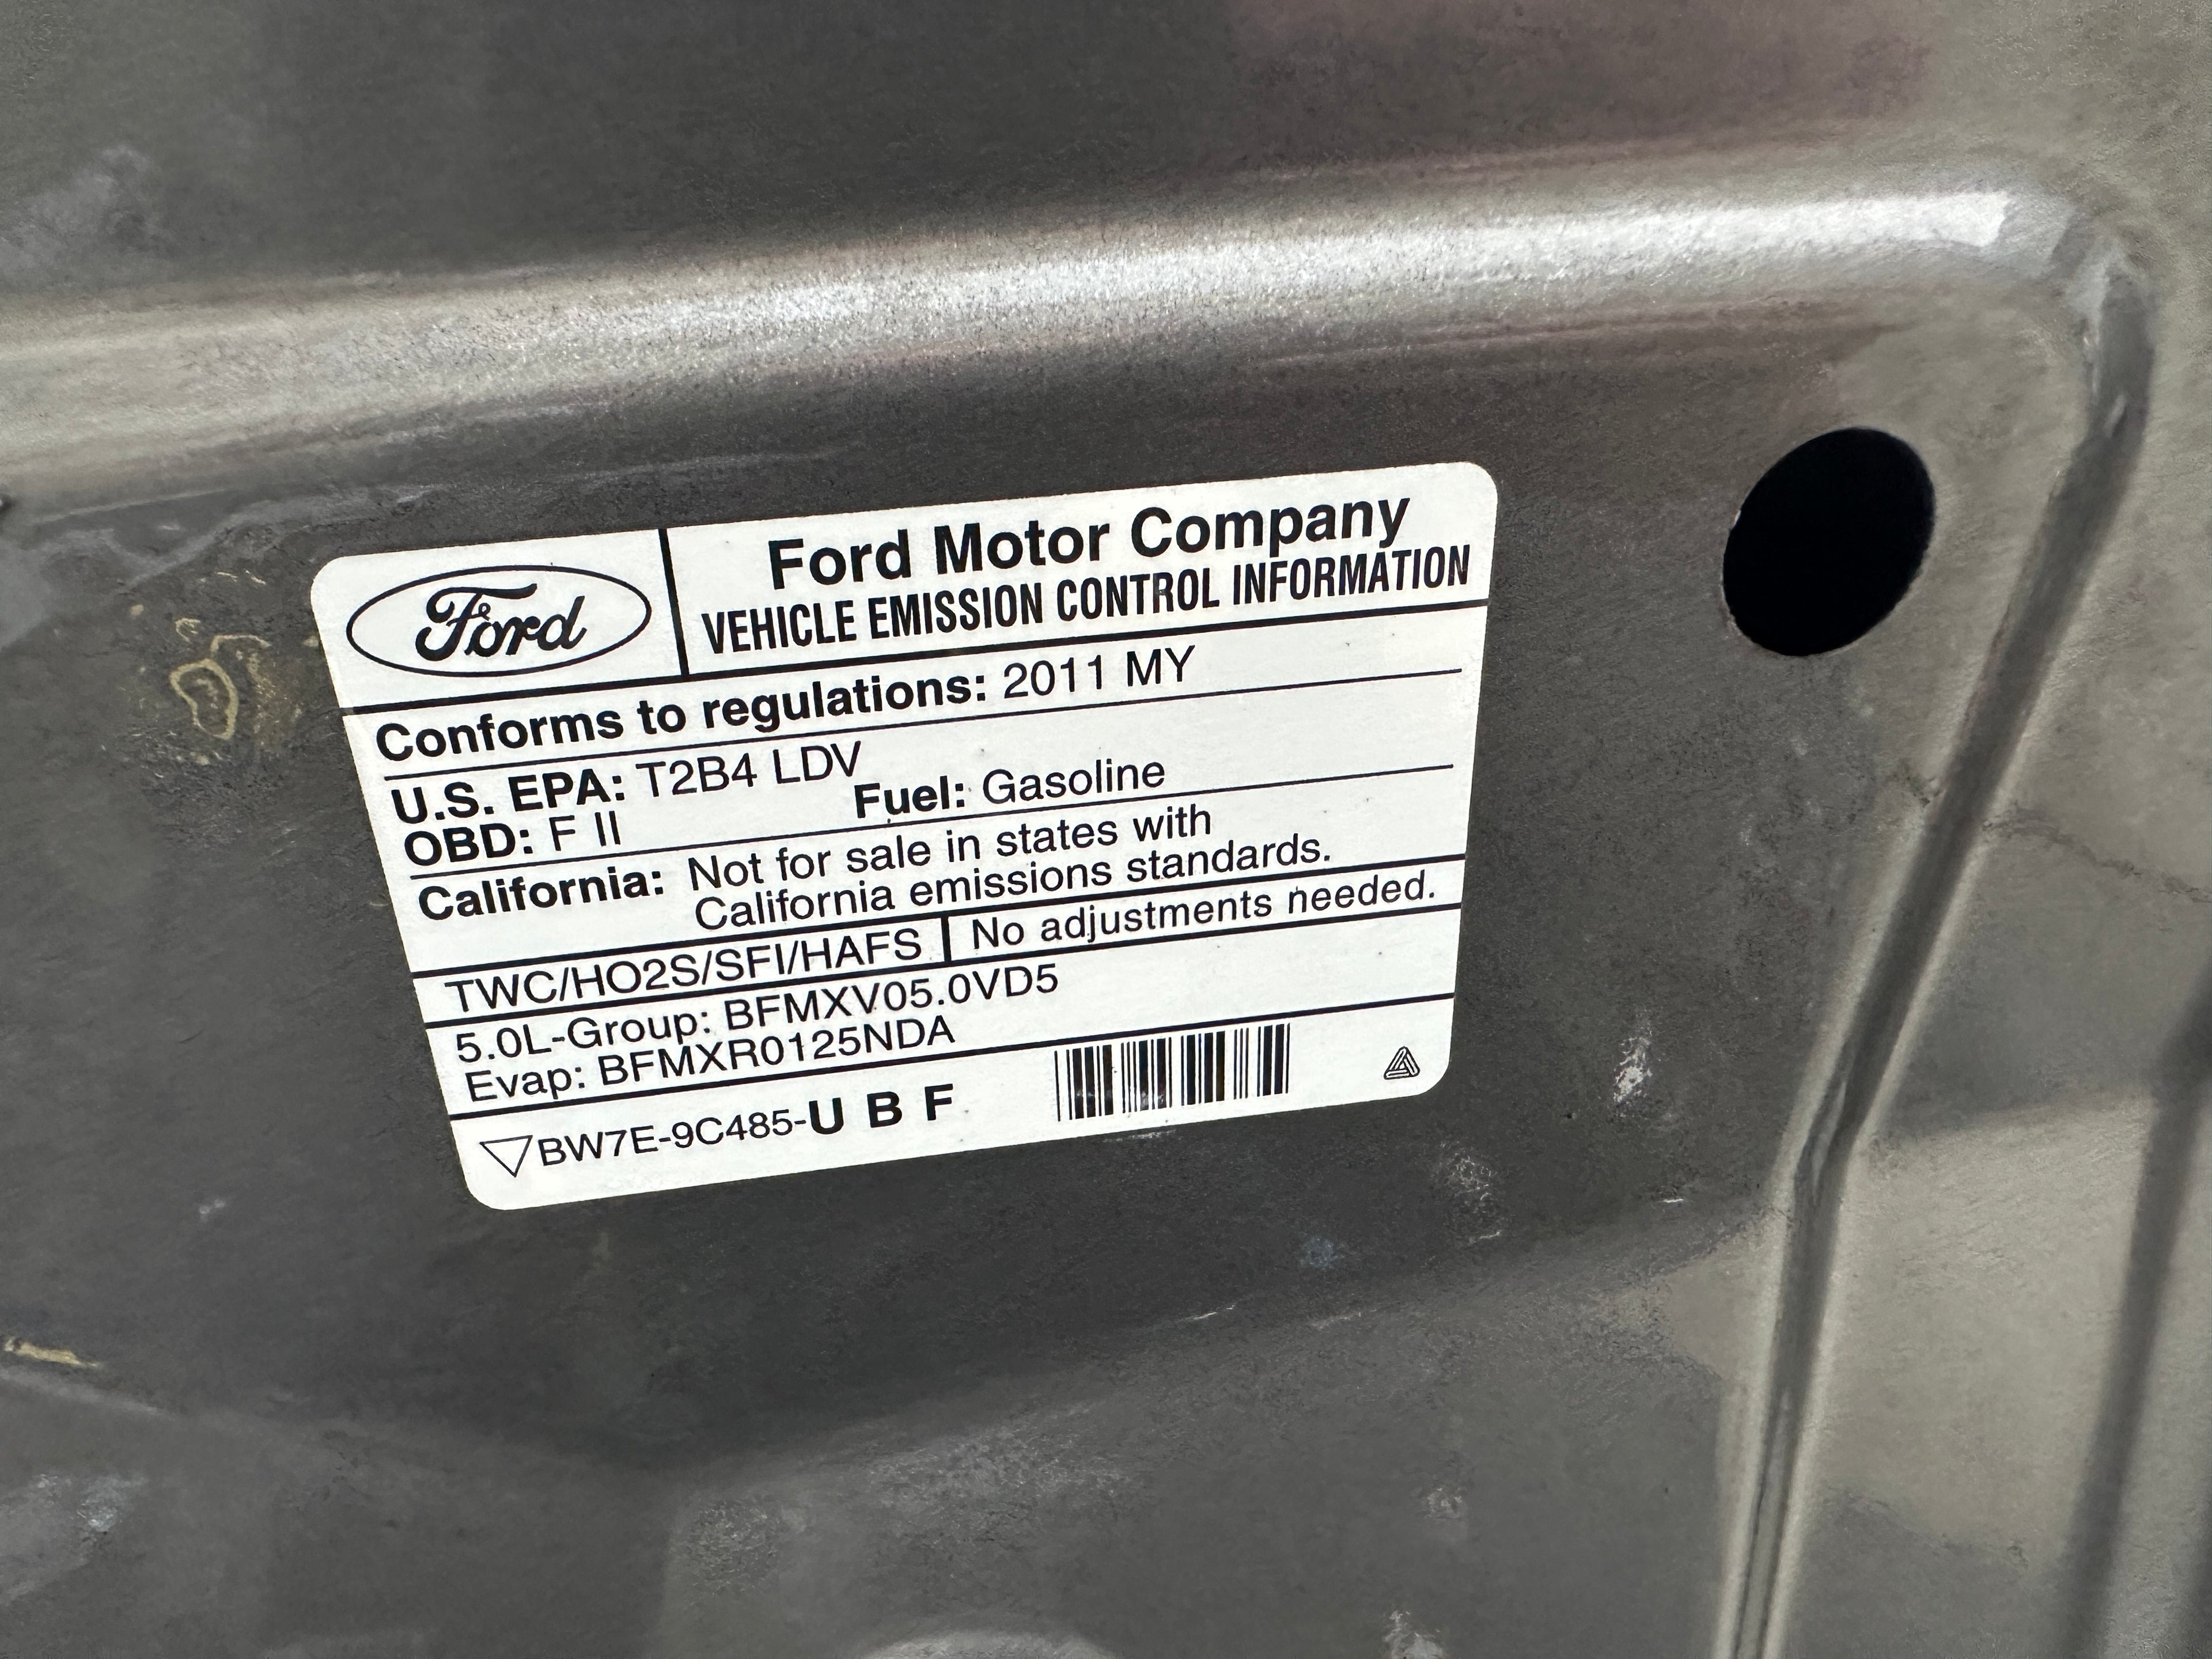 Ford
Ford Motor Company
VEHICLE EMISSION CONTROL INFORMATION
Conforms to regulations: 2011 MY
U.S. EPA: T2B4 LDV
OBD: F II Fuel: Gasoline
California: Not for sale in states with
California emissions standards.
TWC/HO2S/SFI/HAFS No adjustments needed.
5.0L-Group: BFMXV05.0VD5
Evap: BFMXR0125NDA
BW7E-9C485-U B F